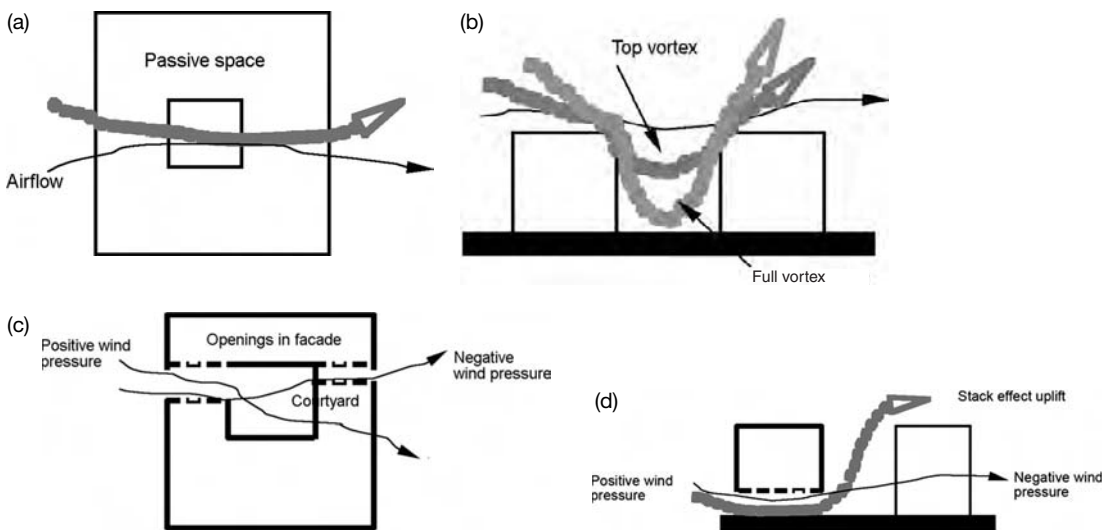 (a)
Passive space
Airflow
(b)
Top vortex
Full vortex
(c)
Openings in facade
Positive wind
pressure
Negative
wind pressure
Courtyard
(d)
Stack effect uplift
Positive wind
pressure
Negative wind
pressure